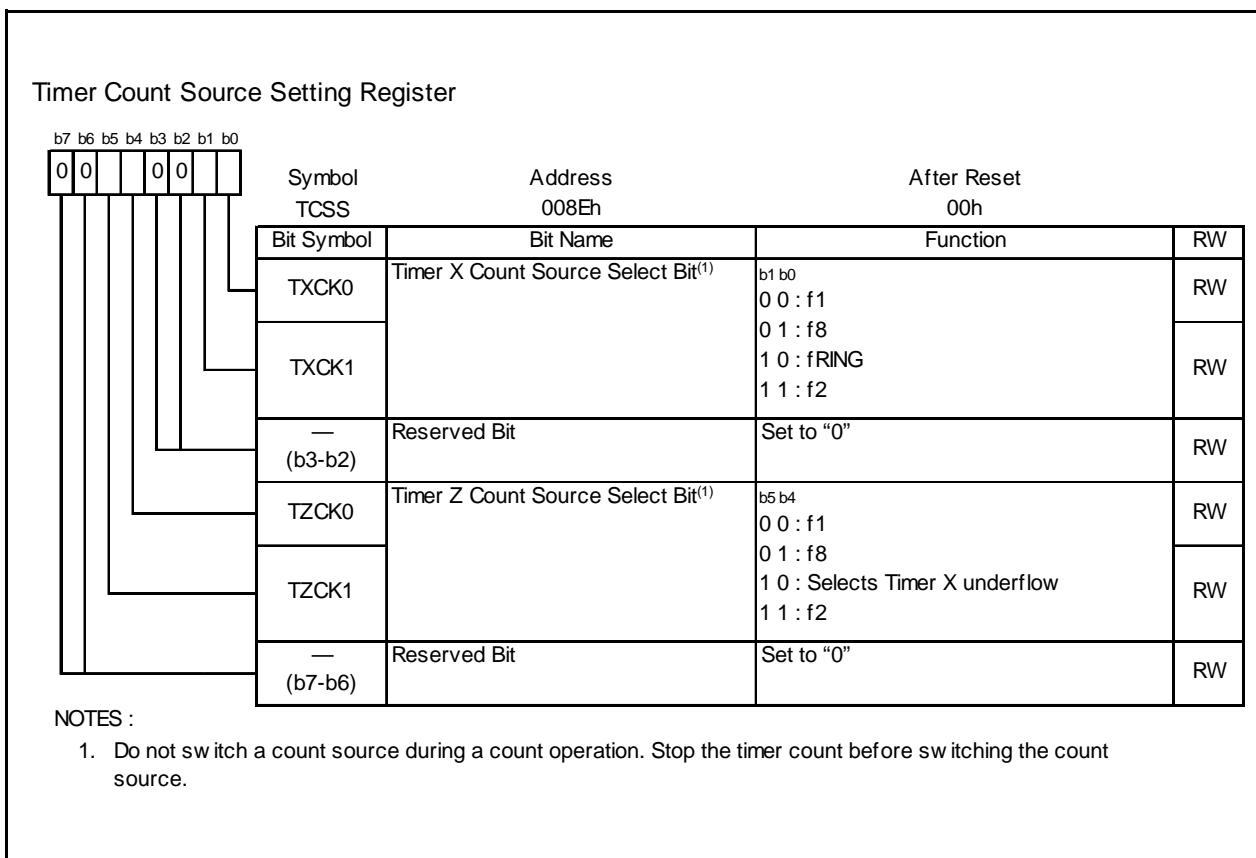 Timer Count Source Setting Register
b7 b6 b5 b4 b3 b2 b1 b0
0 0 0 0
Symbol Address After Reset
TCSS 008Eh 00h
Bit Symbol Bit Name Function RW
TXCK0 Timer X Count Source Select Bit(1) b1 b0 RW
0 0 : f1
0 1 : f8
TXCK1 1 0 : fRING RW
1 1 : f2
— Reserved Bit Set to “0” RW
(b3-b2)
TZCK0 Timer Z Count Source Select Bit(1) b5 b4 RW
0 0 : f1
0 1 : f8
TZCK1 1 0 : Selects Timer X underflow RW
1 1 : f2
— Reserved Bit Set to “0” RW
(b7-b6)
NOTES :
1. Do not switch a count source during a count operation. Stop the timer count before switching the count
source.